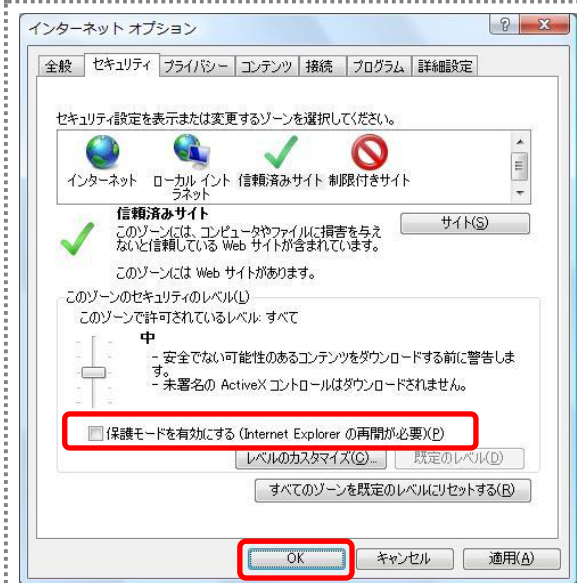 インターネット オプション
全般 セキュリティ プライバシー コンテンツ 接続 プログラム 詳細設定
セキュリティ設定を表示または変更するゾーンを選択してください。
インターネット ローカル イントラネット 信頼済みサイト 制限付きサイト
信頼済みサイト
サイト(S)
このゾーンには、コンピュータやファイルに損害を与え
ないと信頼している Web サイトが含まれています。
このゾーンには Web サイトがあります。
このゾーンのセキュリティのレベル(L)
このゾーンで許可されているレベル: すべて
中
- 安全でない可能性のあるコンテンツをダウンロードする前に警告しま
す。
- 未署名の ActiveX コントロールはダウンロードされません。
保護モードを有効にする (Internet Explorer の再開が必要)(P)
レベルのカスタマイズ(C)... 既定のレベル(D)
すべてのゾーンを既定のレベルにリセットする(R)
OK キャンセル 適用(A)